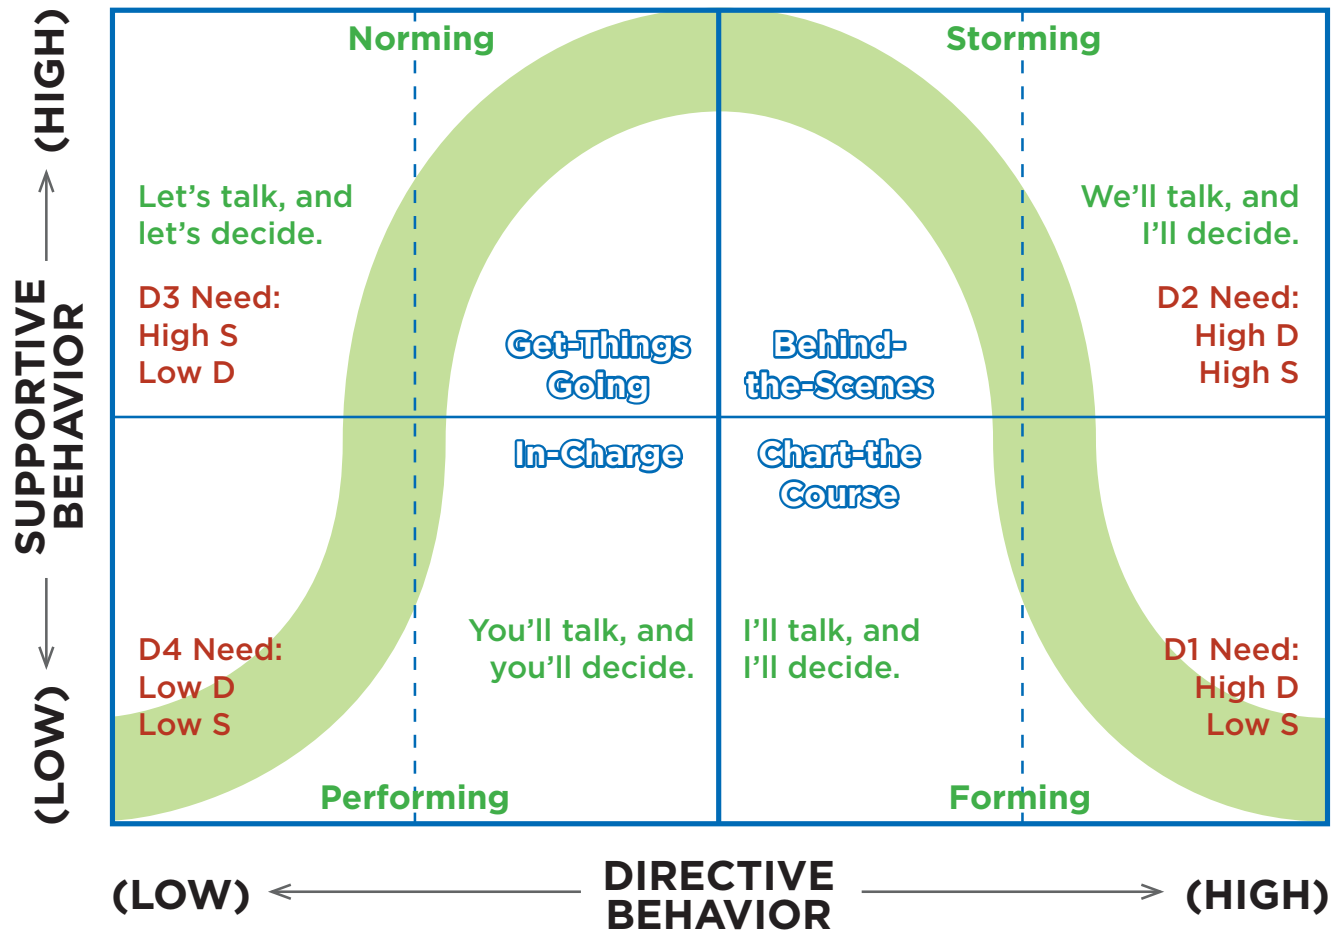 (HIGH)
SUPPORTIVE
BEHAVIOR
(LOW)
Norming
Let's talk, and
let's decide.
D3 Need:
High S
Low D
Get-Things
Going
Storming
We'll talk, and
I'll decide.
D2 Need:
High D
High S
Behind-
the-Scenes
In-Charge
You'll talk, and
you'll decide.
D4 Need:
Low D
Low S
Performing
Chart-the
Course
I'll talk, and
I'll decide.
D1 Need:
High D
Low S
Forming
(LOW)
DIRECTIVE
BEHAVIOR
(HIGH)